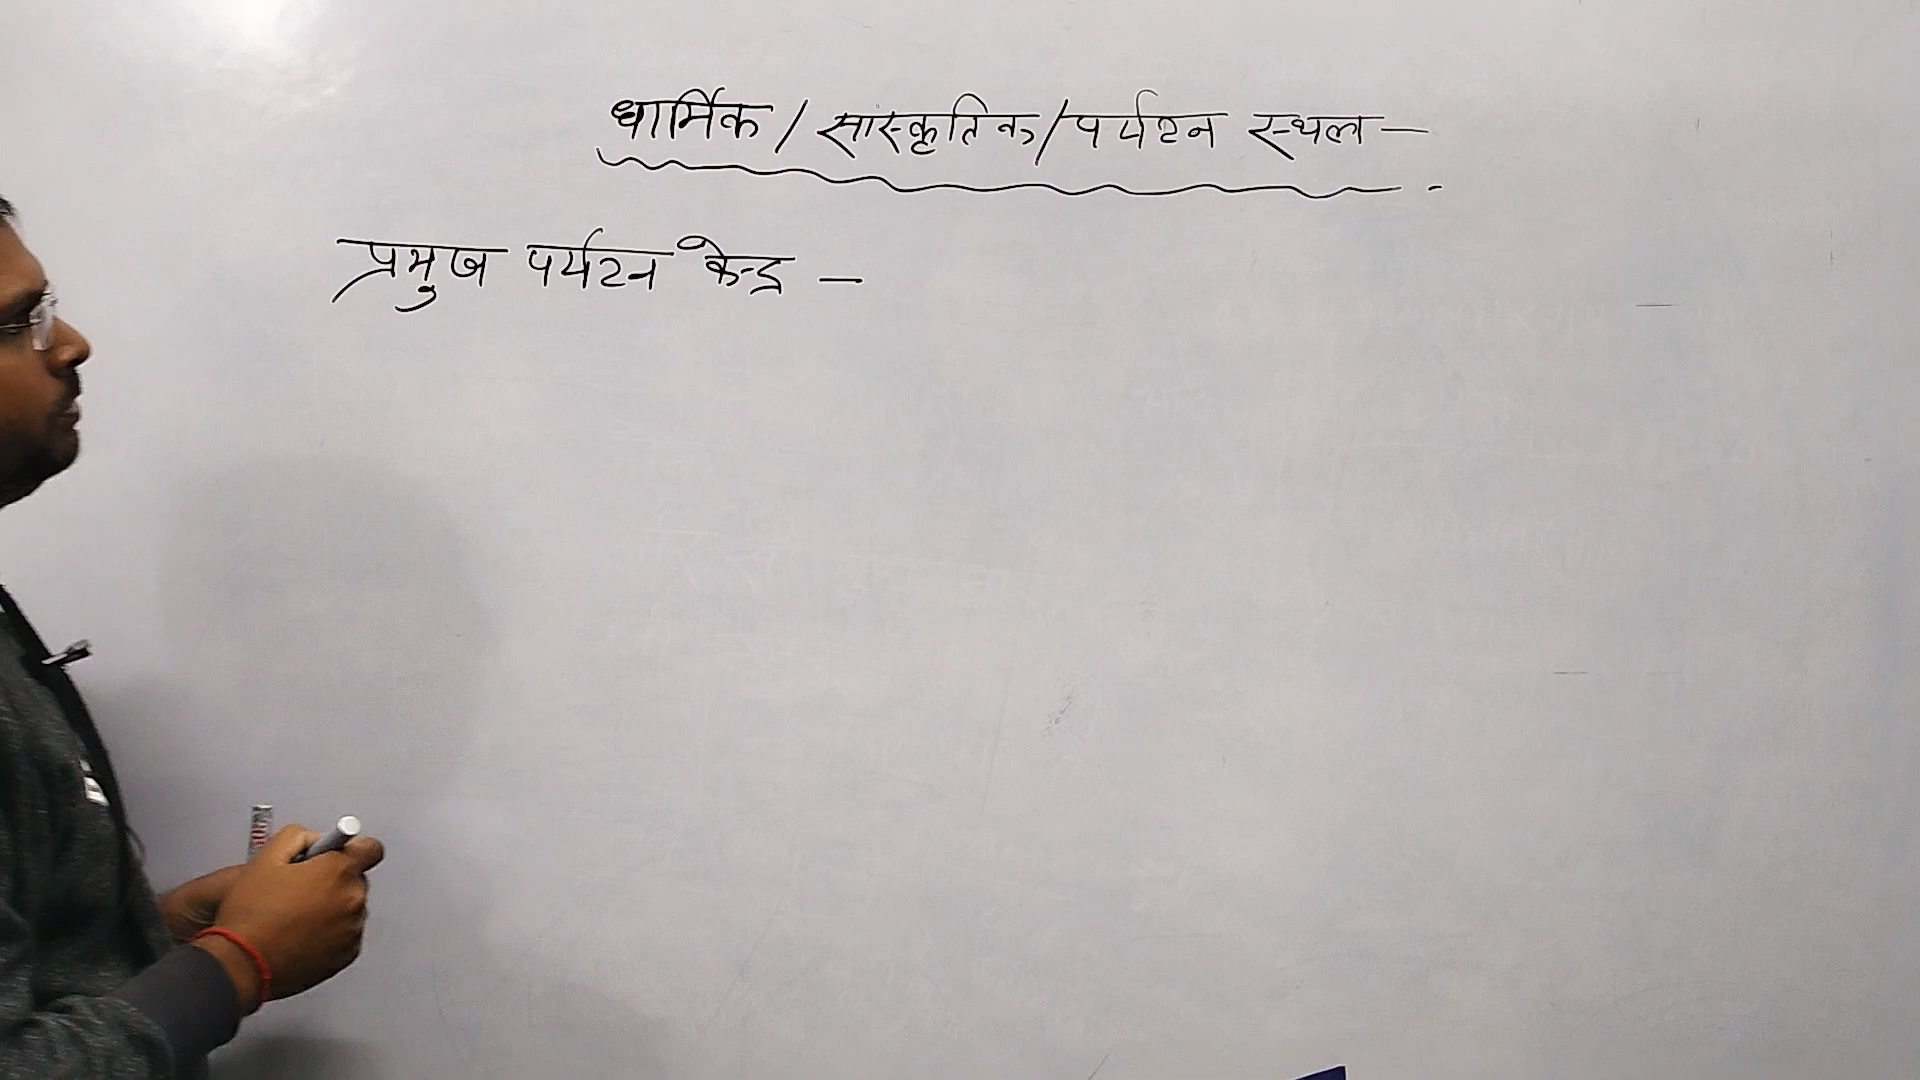 धार्मिक / सांस्कृतिक / पर्यटन स्थल —
प्रमुख पर्यटन केन्द्र —